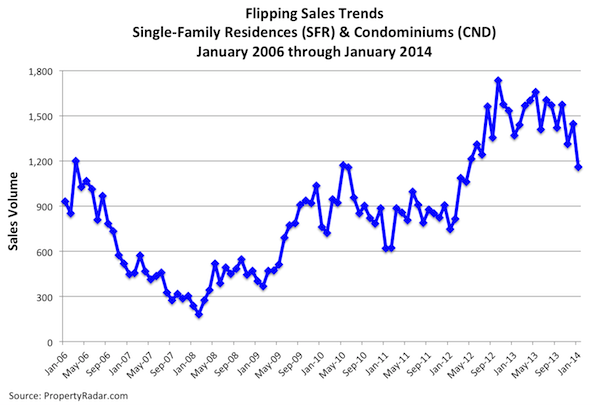 Flipping Sales Trends
Single-Family Residences (SFR) & Condominiums (CND)
January 2006 through January 2014
1,800
1,500
1,200
900
600
300
0
Sales Volume
Jan-06
May-06
Sep-06
Jan-07
May-07
Sep-07
Jan-08
May-08
Sep-08
Jan-09
May-09
Sep-09
Jan-10
May-10
Sep-10
Jan-11
May-11
Sep-11
Jan-12
May-12
Sep-12
Jan-13
May-13
Sep-13
Jan-14
Source: PropertyRadar.com